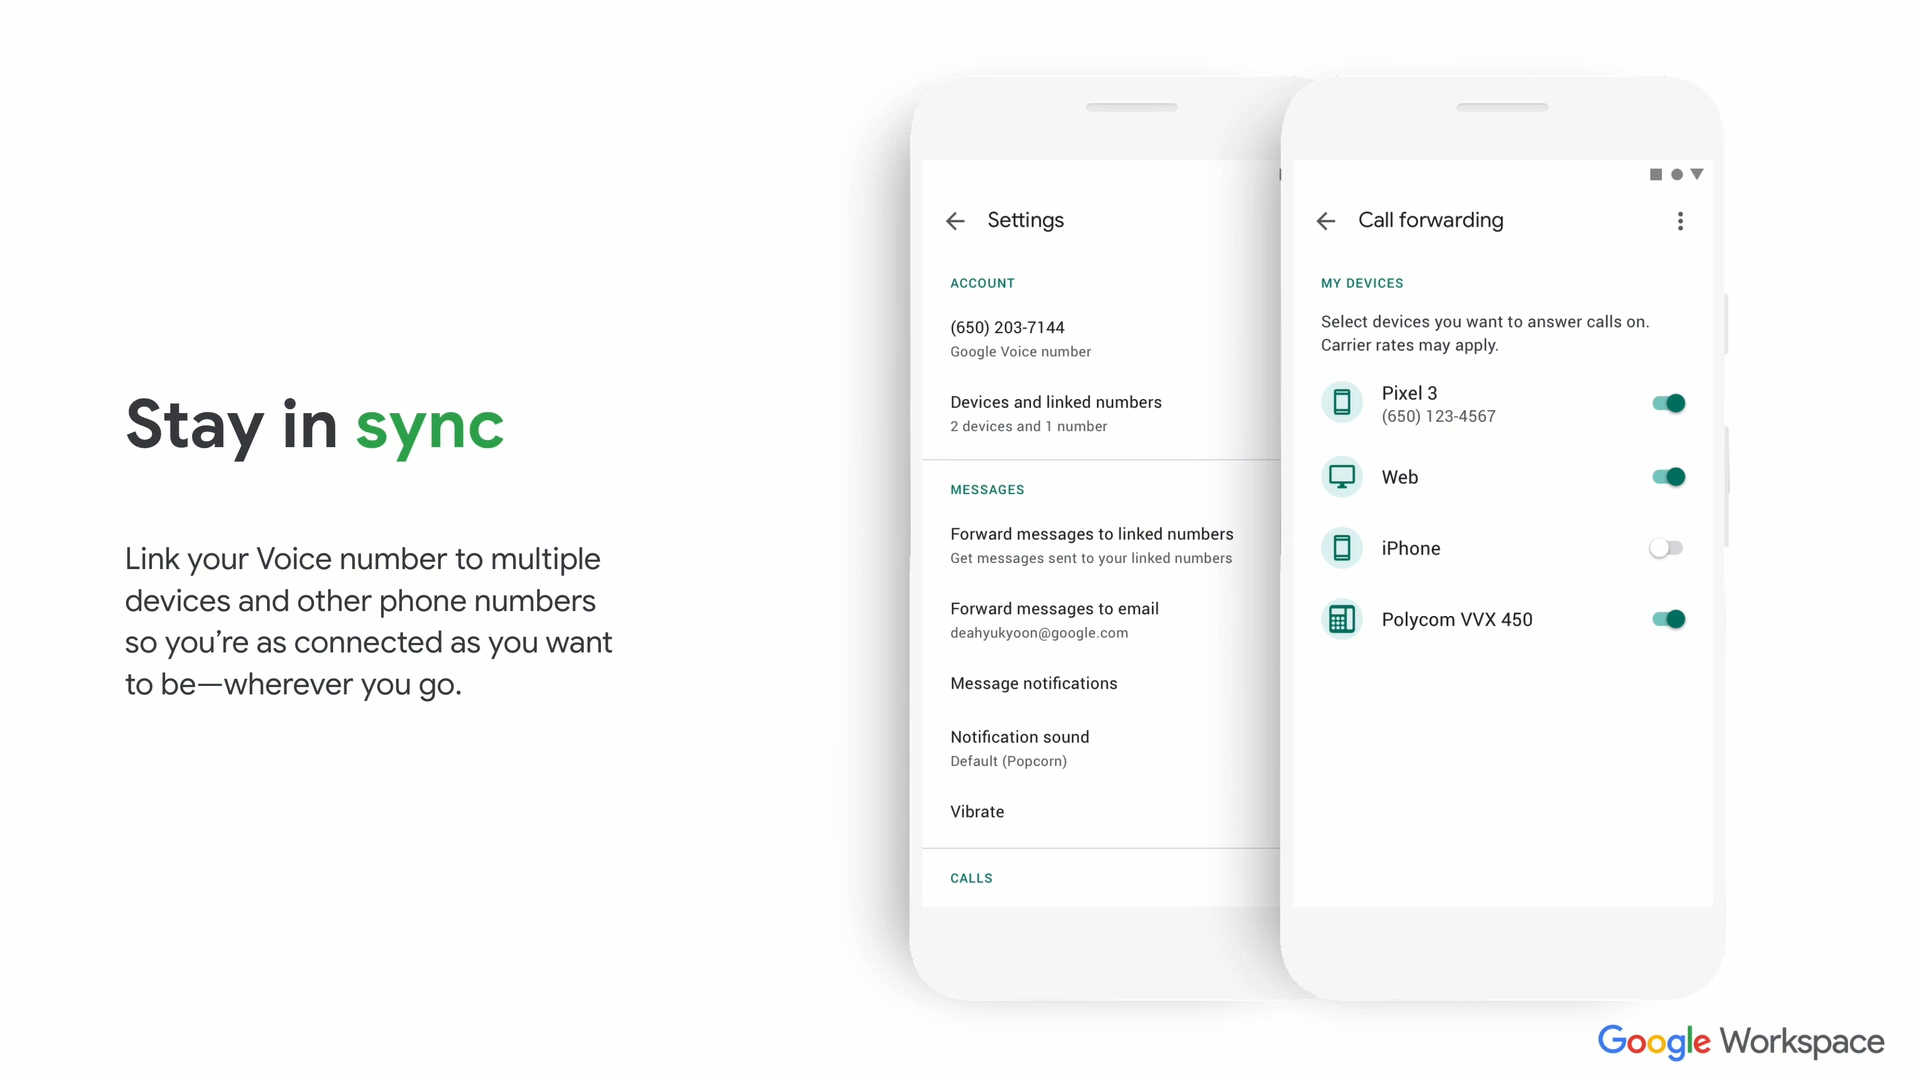 Stay in sync
Link your Voice number to multiple
devices and other phone numbers
so you’re as connected as you want
to be—wherever you go.
Settings
ACCOUNT
(650) 203-7144
Google Voice number
Devices and linked numbers
2 devices and 1 number
MESSAGES
Forward messages to linked numbers
Get messages sent to your linked numbers
Forward messages to email
deahyukyoon@google.com
Message notifications
Notification sound
Default (Popcorn)
Vibrate
CALLS
Call forwarding
MY DEVICES
Select devices you want to answer calls on.
Carrier rates may apply.
Pixel 3
(650) 123-4567
Web
iPhone
Polycom VVX 450
Google Workspace